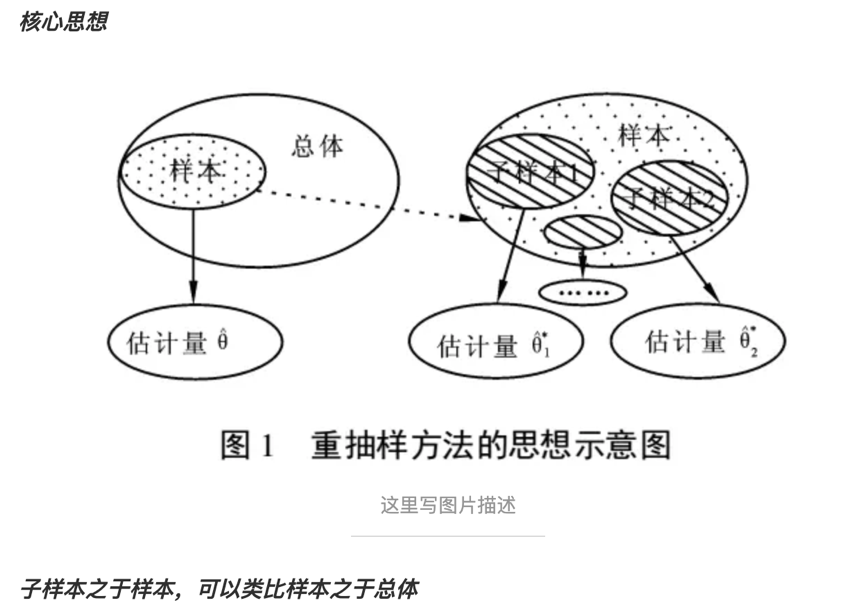 核心思想
总体
样本
样本
子样本1
子样本2
……
估计量 θ̂
估计量 θ̂*₁
估计量 θ̂*₂
图 1 重抽样方法的思想示意图
这里写图片描述
子样本之于样本，可以类比样本之于总体